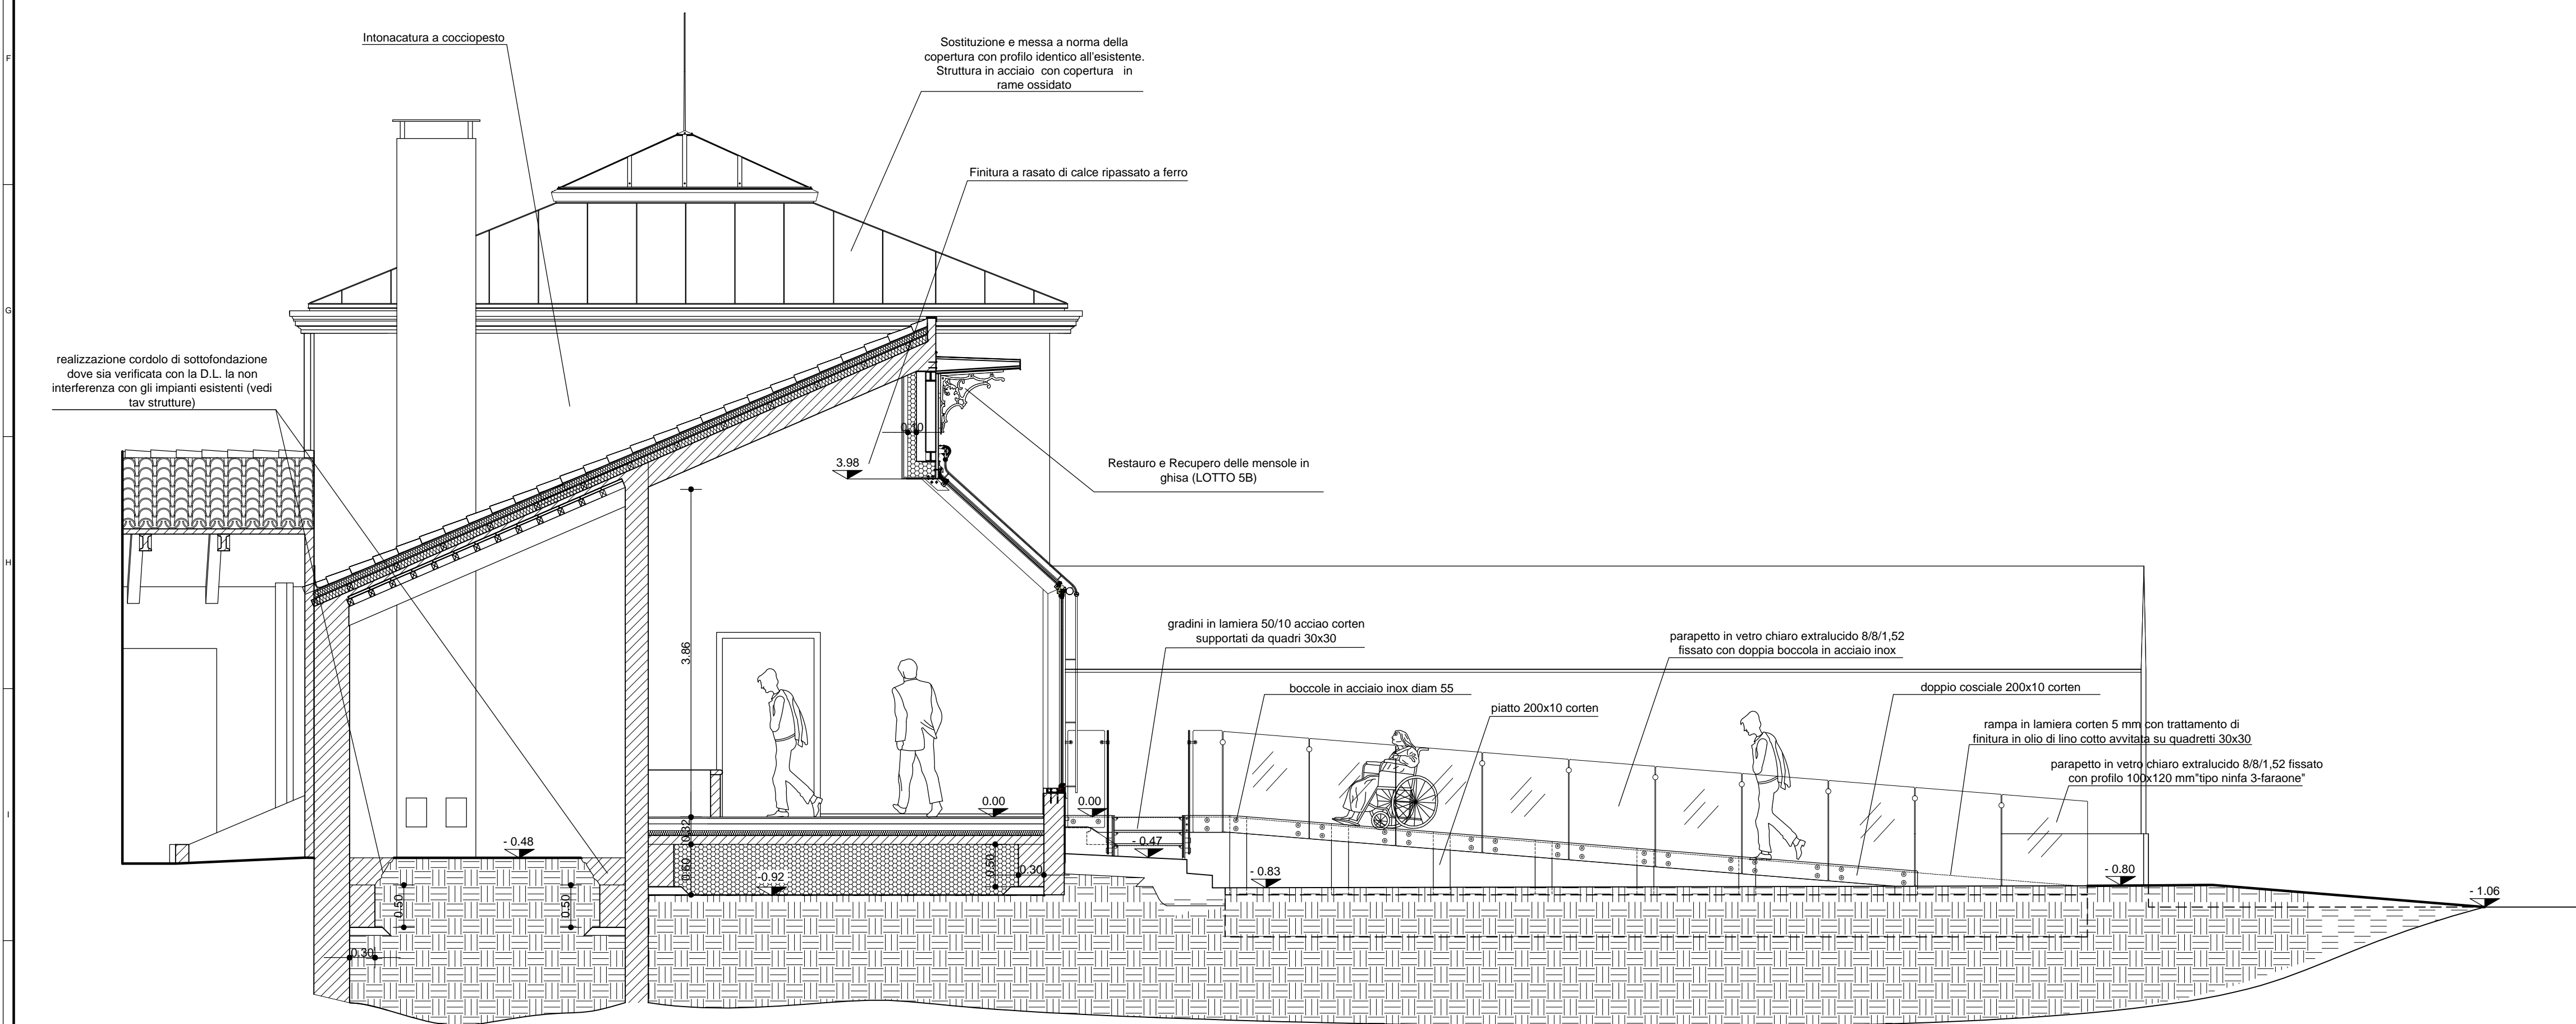 F
G
H
I
Intonacatura a cocciopesto
Sostituzione e messa a norma della
copertura con profilo identico all'esistente.
Struttura in acciaio con copertura in
rame ossidato
Finitura a rasato di calce ripassato a ferro
realizzazione cordolo di sottofondazione
dove sia verificata con la D.L. la non
interferenza con gli impianti esistenti (vedi
tav strutture)
0.10
3.98
Restauro e Recupero delle mensole in
ghisa (LOTTO 5B)
3.86
gradini in lamiera 50/10 acciao corten
supportati da quadri 30x30
parapetto in vetro chiaro extralucido 8/8/1,52
fissato con doppia boccola in acciaio inox
boccole in acciaio inox diam 55
piatto 200x10 corten
doppio cosciale 200x10 corten
rampa in lamiera corten 5 mm con trattamento di
finitura in olio di lino cotto avvitata su quadretti 30x30
parapetto in vetro chiaro extralucido 8/8/1,52 fissato
con profilo 100x120 mm"tipo ninfa 3-faraone"
0.00
0.00
0.32
- 0.48
- 0.47
0.60
0.50
0.30
-0.92
- 0.83
- 0.80
- 1.06
0.50
0.50
0.30